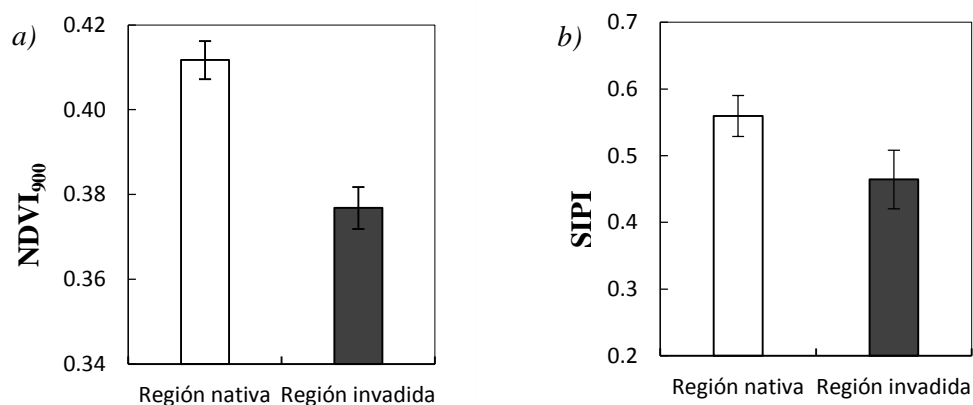 a)
0.42
0.40
0.38
0.36
0.34
NDVI900
Región nativa Región invadida
b)
0.7
0.6
0.5
0.4
0.3
0.2
SIPI
Región nativa Región invadida